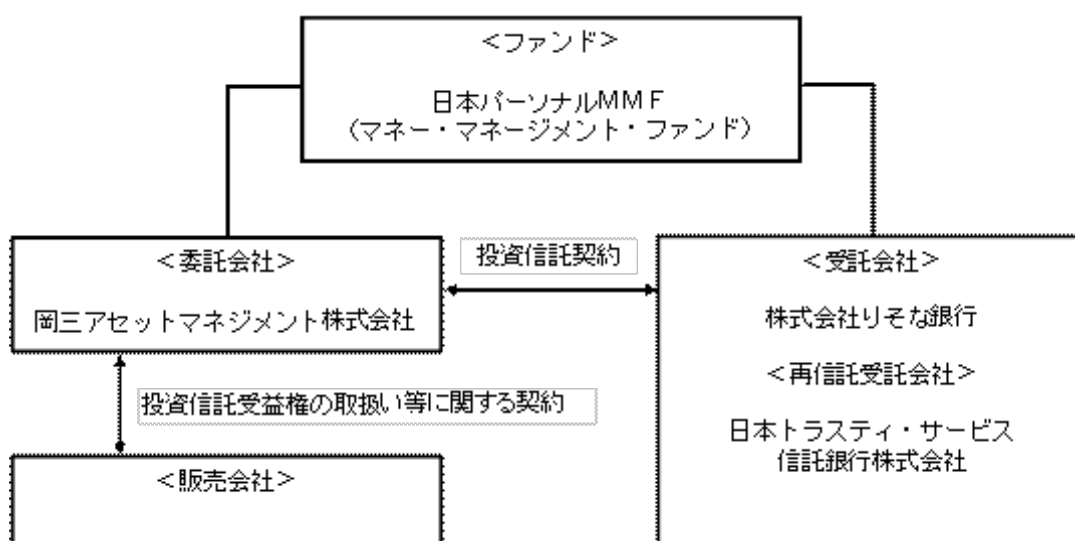 ＜ファンド＞
日本パーソナルＭＭＦ
（マネー・マネージメント・ファンド）
＜委託会社＞
岡三アセットマネジメント株式会社
投資信託契約
＜受託会社＞
株式会社りそな銀行
＜再信託受託会社＞
日本トラスティ・サービス
信託銀行株式会社
投資信託受益権の取扱い等に関する契約
＜販売会社＞